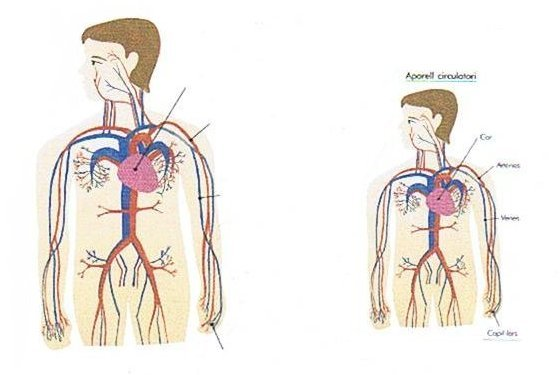 Aparell circulatori
Cor
Artèries
Venes
Capil·lars